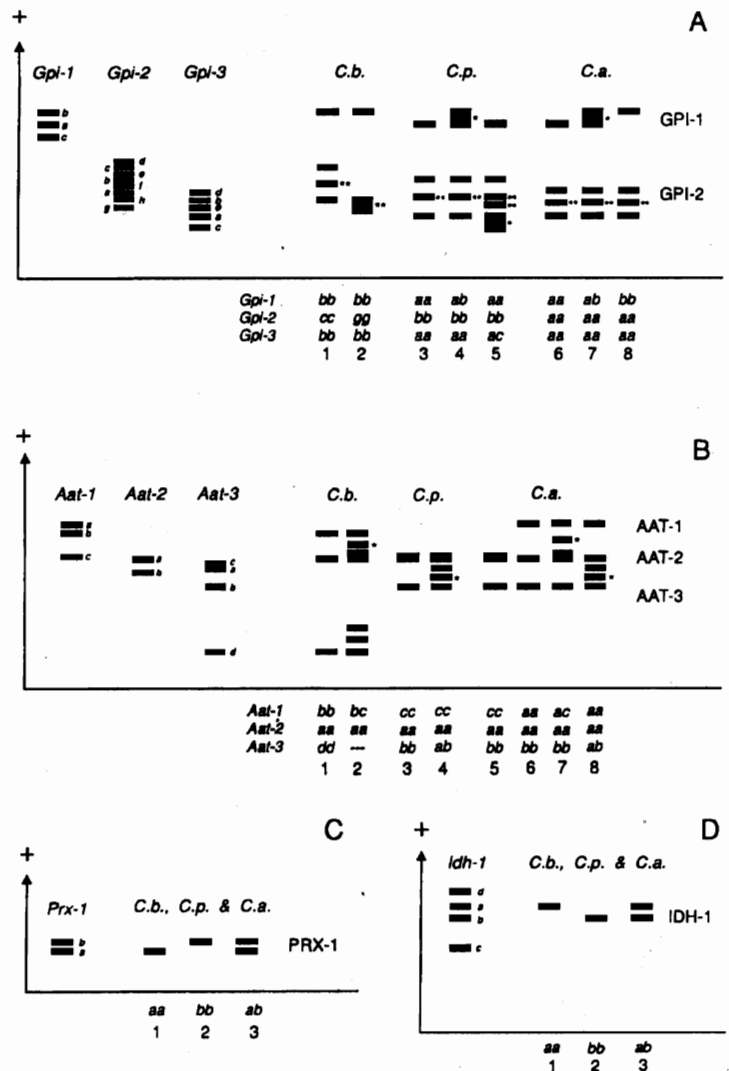 A
+
Gpi-1 Gpi-2 Gpi-3 C.b. C.p. C.a.
b
a
c
d
c e
b f
a h
g
d
b
e
a
c
* *
GPI-1
** ** ** ** ** ** ** ** **
*
GPI-2
Gpi-1 bb bb aa ab aa aa ab bb
Gpi-2 cc gg bb bb bb aa aa aa
Gpi-3 bb bb aa aa ac aa aa aa
1 2 3 4 5 6 7 8
B
+
Aat-1 Aat-2 Aat-3 C.b. C.p. C.a.
a
b
c
a
b
c
a
b
d
* * * *
AAT-1
AAT-2
AAT-3
Aat-1 bb bc cc cc cc aa ac aa
Aat-2 aa aa aa aa aa aa aa aa
Aat-3 dd --- bb ab bb bb bb ab
1 2 3 4 5 6 7 8
C
+
Prx-1 C.b., C.p. & C.a.
b
a
PRX-1
aa bb ab
1 2 3
D
+
Idh-1 C.b., C.p. & C.a.
d
a
b
c
IDH-1
aa bb ab
1 2 3